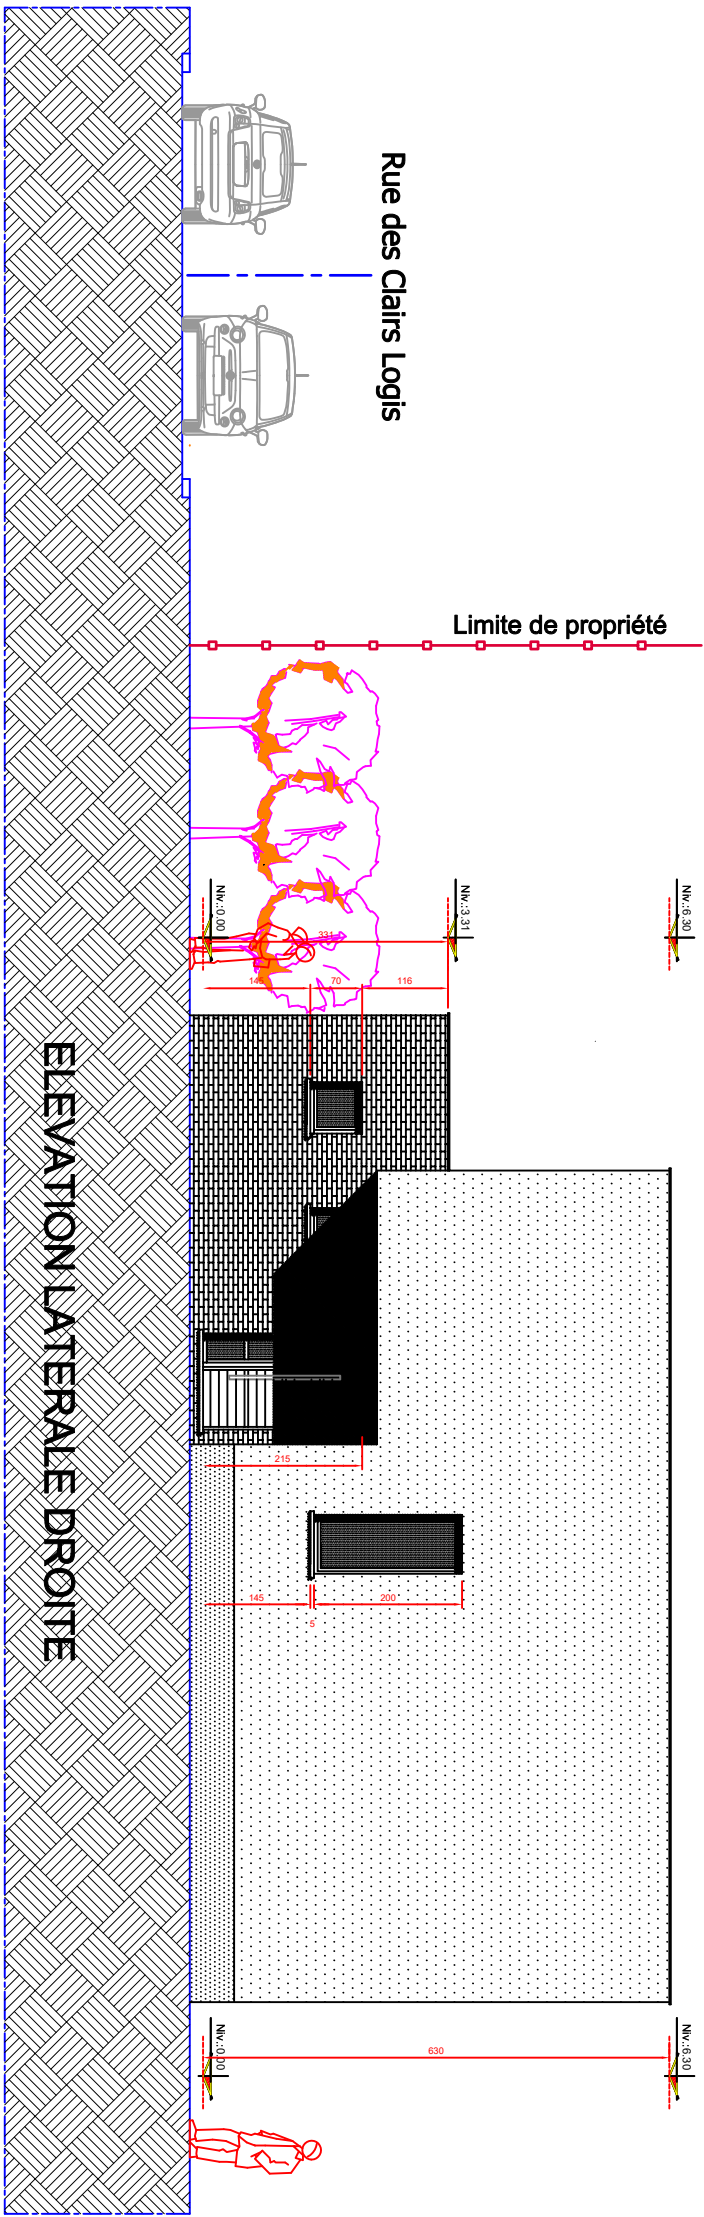 Rue des Clairs Logis
Limite de propriété
Niv.:0.00
Niv.:3.31
Niv.:6.30
331
145
70
116
215
145
5
200
Niv.:0.00
Niv.:6.30
630
ELEVATION LATERALE DROITE